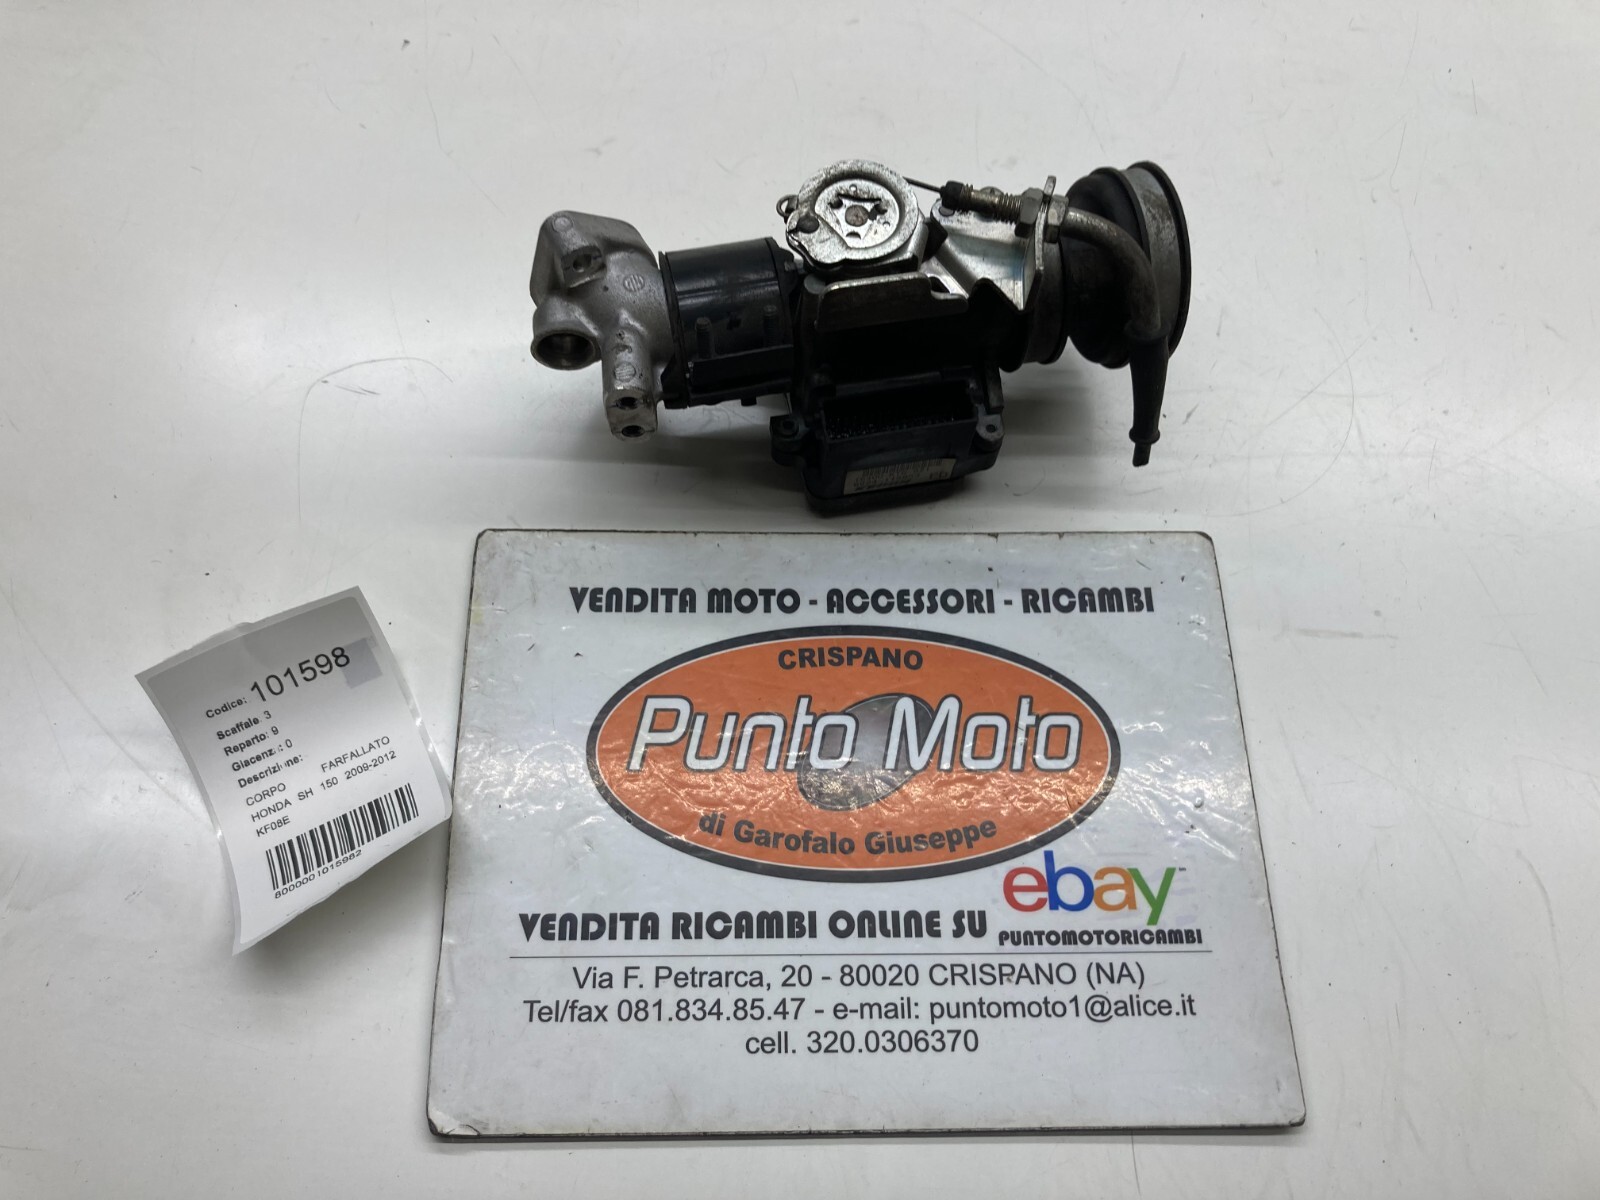 Codice: 101598
Scaffale: 3
Reparto: 9
Giacenza: 0
Descrizione:
CORPO FARFALLATO
HONDA SH 150 2009-2012
KF08E
8000001015982
VENDITA MOTO - ACCESSORI - RICAMBI
CRISPANO
Punto Moto
di Garofalo Giuseppe
ebay
VENDITA RICAMBI ONLINE SU
PUNTOMOTORICAMBI
Via F. Petrarca, 20 - 80020 CRISPANO (NA)
Tel/fax 081.834.85.47 - e-mail: puntomoto1@alice.it
cell. 320.0306370